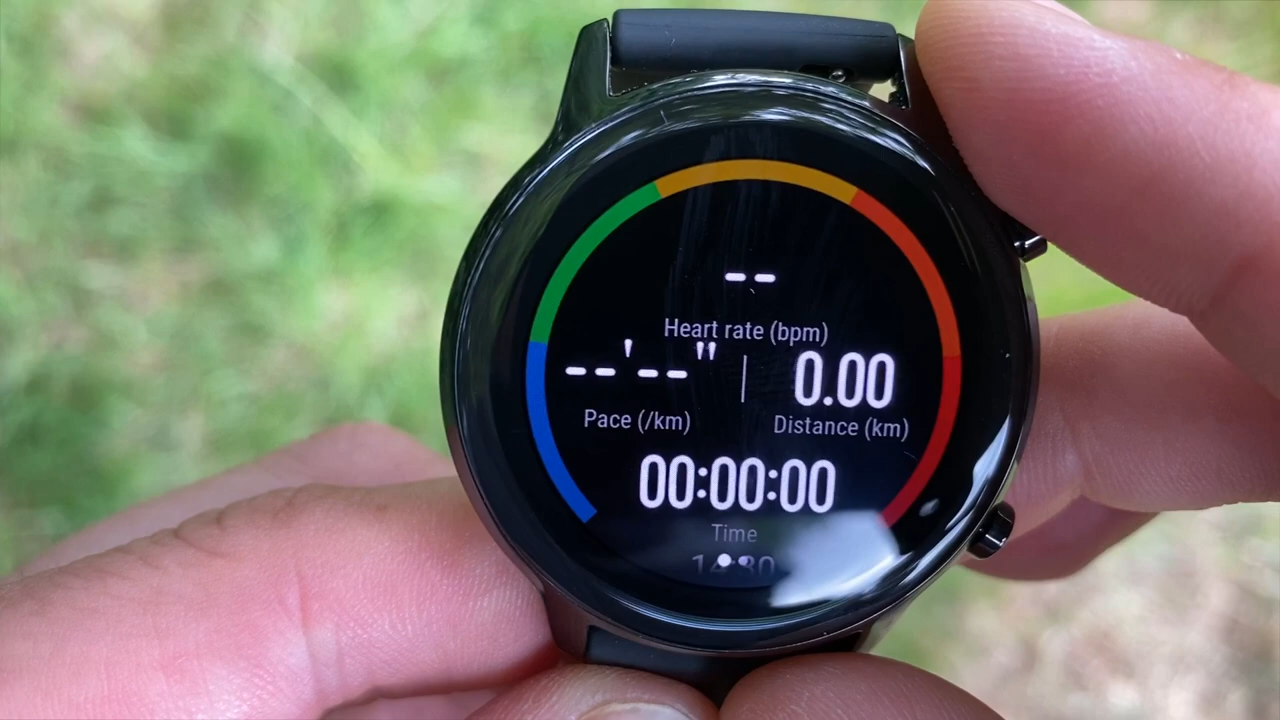 --
Heart rate (bpm)
--'--" | 0.00
Pace (/km) Distance (km)
00:00:00
Time